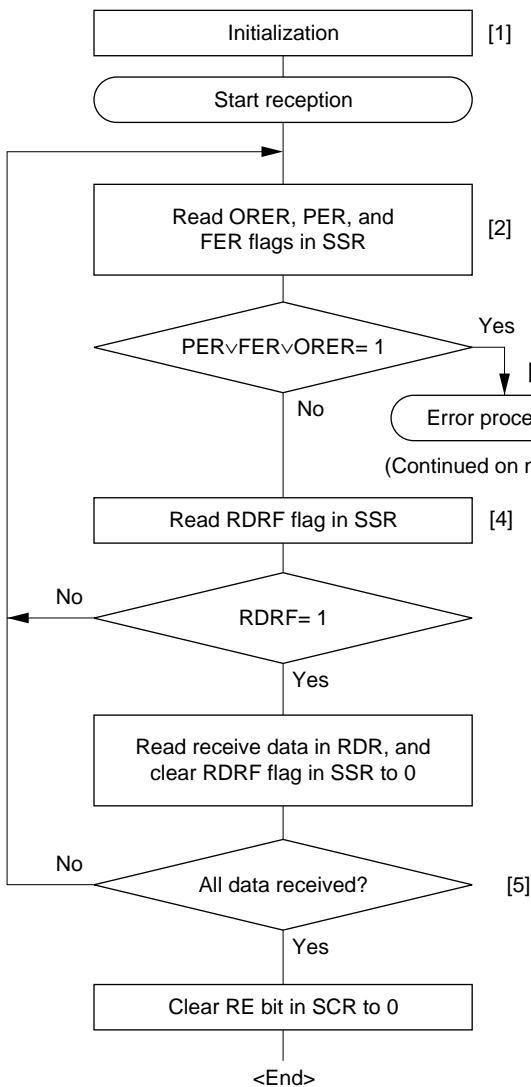 Initialization
[1]
Start reception
Read ORER, PER, and
FER flags in SSR
[2]
PER∨FER∨ORER= 1
Yes
[
No
Error proce
(Continued on
Read RDRF flag in SSR
[4]
No
RDRF= 1
Yes
Read receive data in RDR, and
clear RDRF flag in SSR to 0
No
All data received?
[5]
Yes
Clear RE bit in SCR to 0
<End>